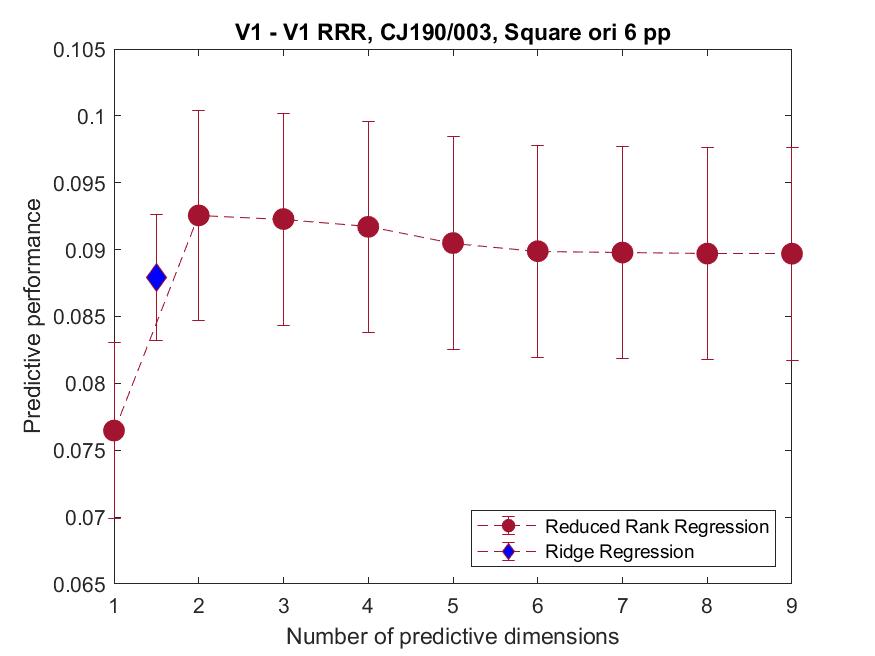 V1 - V1 RRR, CJ190/003, Square ori 6 pp
0.105
0.1
0.095
0.09
0.085
0.08
0.075
0.07
0.065
Predictive performance
Reduced Rank Regression
Ridge Regression
1 2 3 4 5 6 7 8 9
Number of predictive dimensions